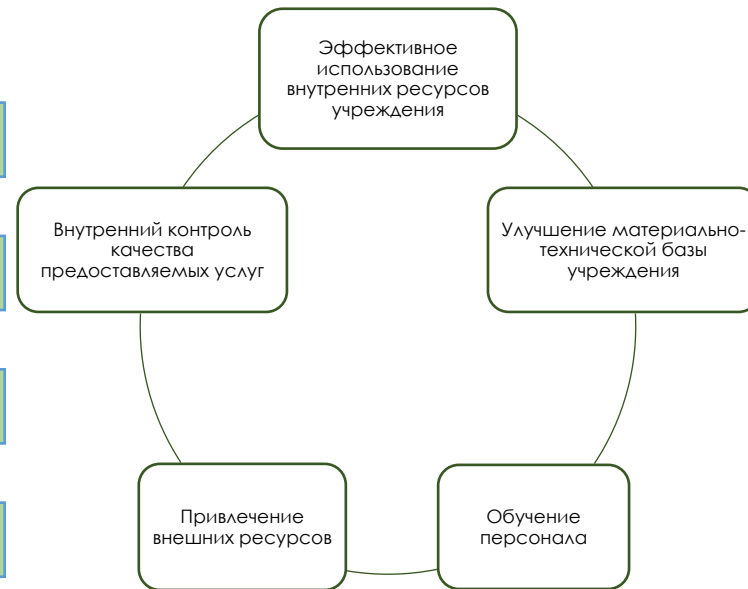 Эффективное
использование
внутренних ресурсов
учреждения
Внутренний контроль
качества
предоставляемых услуг
Улучшение материально-
технической базы
учреждения
Привлечение
внешних ресурсов
Обучение
персонала